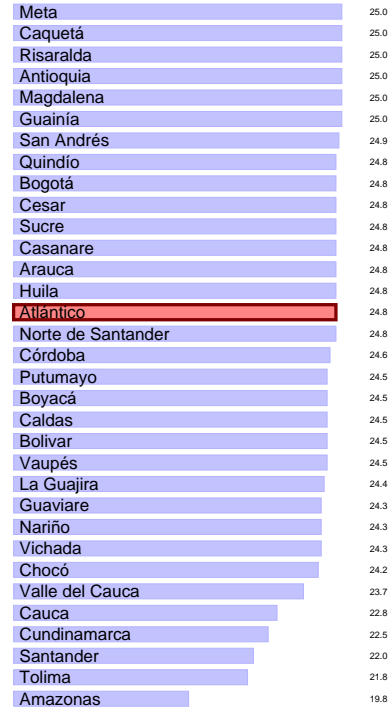 Meta 25.0
Caquetá 25.0
Risaralda 25.0
Antioquia 25.0
Magdalena 25.0
Guainía 25.0
San Andrés 24.9
Quindío 24.8
Bogotá 24.8
Cesar 24.8
Sucre 24.8
Casanare 24.8
Arauca 24.8
Huila 24.8
Atlántico 24.8
Norte de Santander 24.8
Córdoba 24.6
Putumayo 24.5
Boyacá 24.5
Caldas 24.5
Bolivar 24.5
Vaupés 24.5
La Guajira 24.4
Guaviare 24.3
Nariño 24.3
Vichada 24.3
Chocó 24.2
Valle del Cauca 23.7
Cauca 22.8
Cundinamarca 22.5
Santander 22.0
Tolima 21.8
Amazonas 19.8